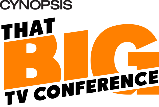 CYNOPSIS
THAT
BIG
TV CONFERENCE